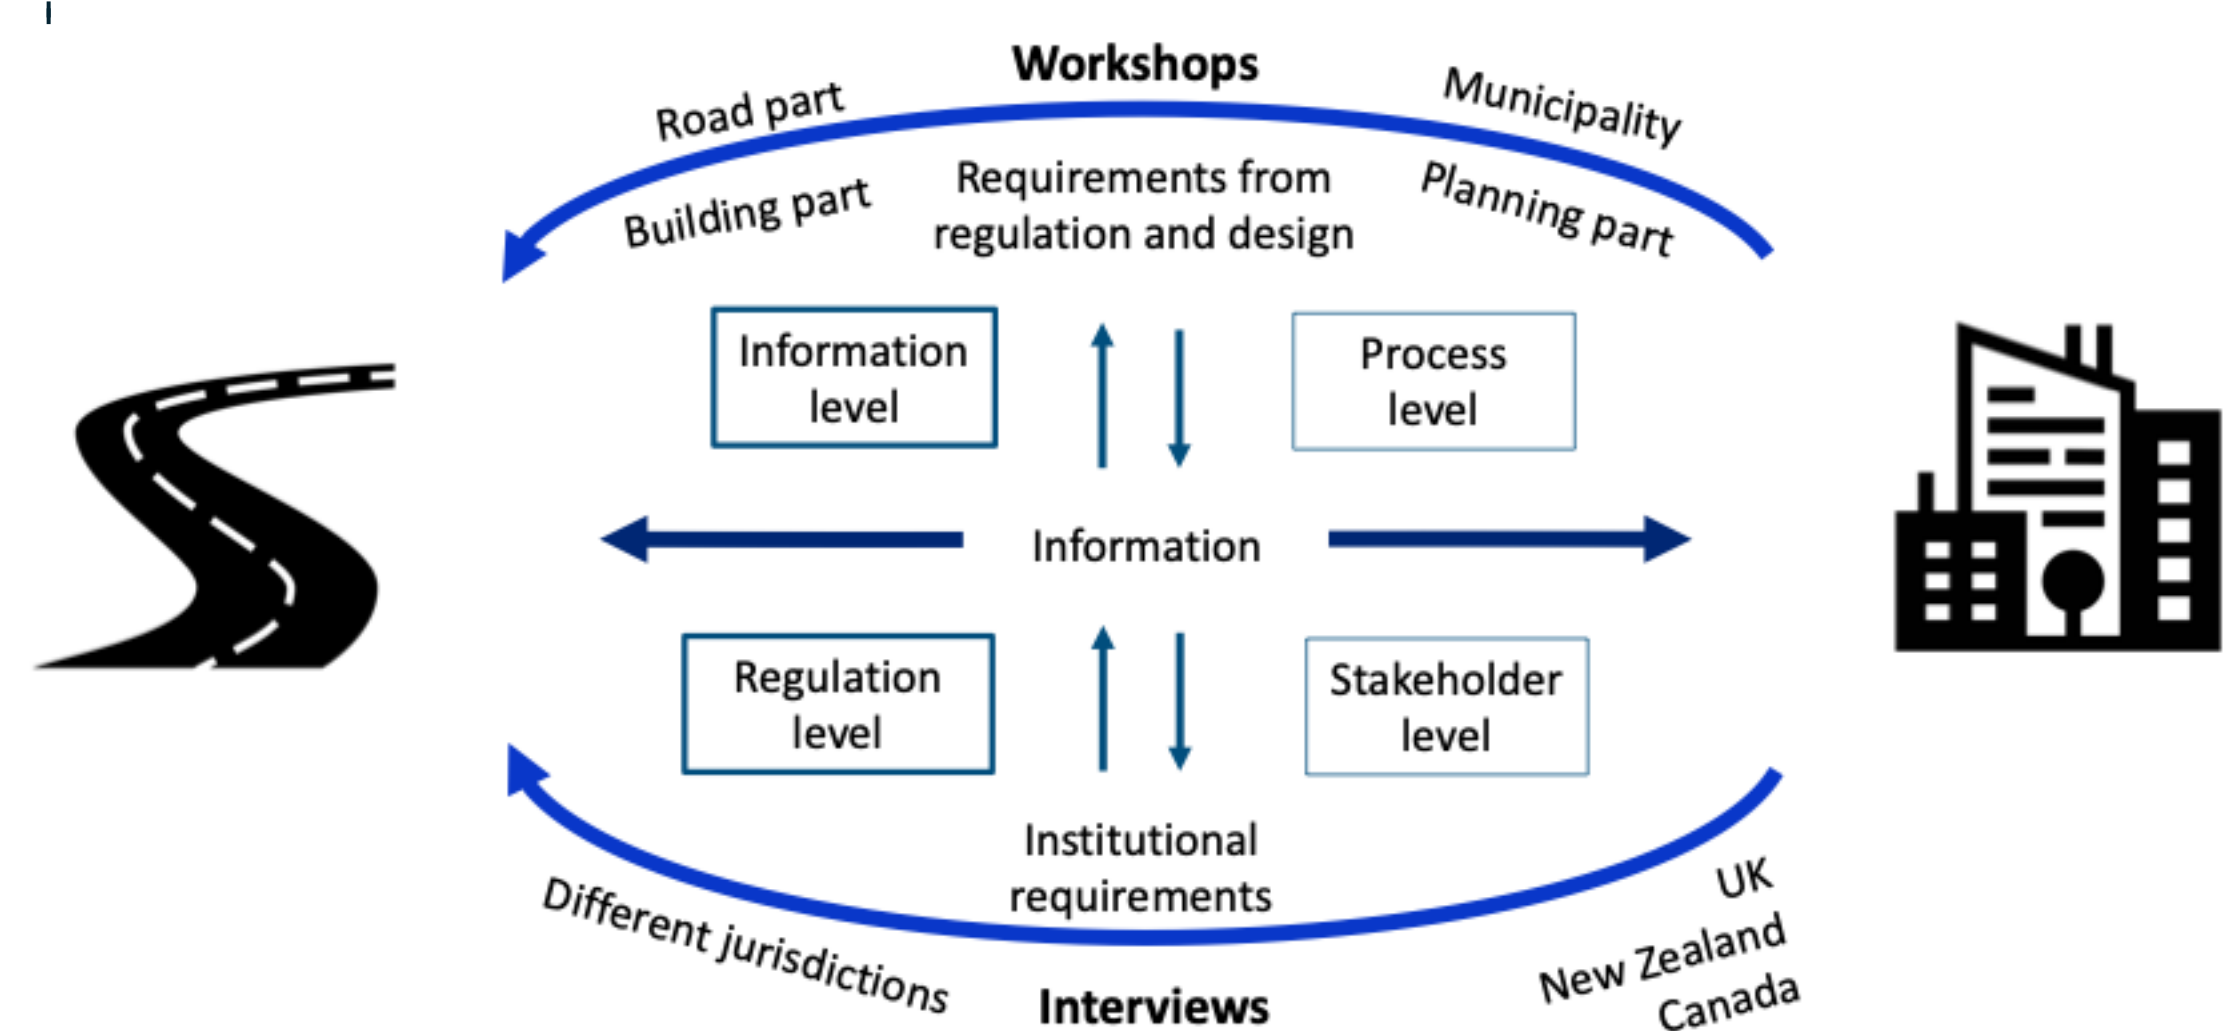 Workshops
Road part
Municipality
Building part
Requirements from
regulation and design
Planning part
Information
level
Process
level
Information
Regulation
level
Stakeholder
level
Institutional
requirements
Different jurisdictions
UK
New Zealand
Canada
Interviews